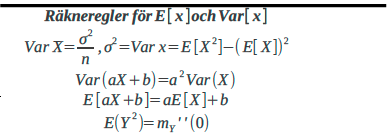 Räkneregler för E[x]och Var[x]
Var X̅=σ²/n ,σ²=Var x=E[X²]−(E[X])²
Var(aX+b)=a²Var(X)
E[aX+b]=aE[X]+b
E(Y²)=m_Y''(0)